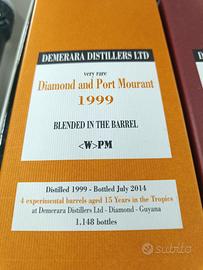 DEMERARA DISTILLERS LTD
very rare
Diamond and Port Mourant
1999
BLENDED IN THE BARREL
<W>PM
Distilled 1999 - Bottled July 2014
4 experimental barrels aged 15 Years in the Tropics
at Demerara Distillers Ltd - Diamond - Guyana
1.148 bottles
subito